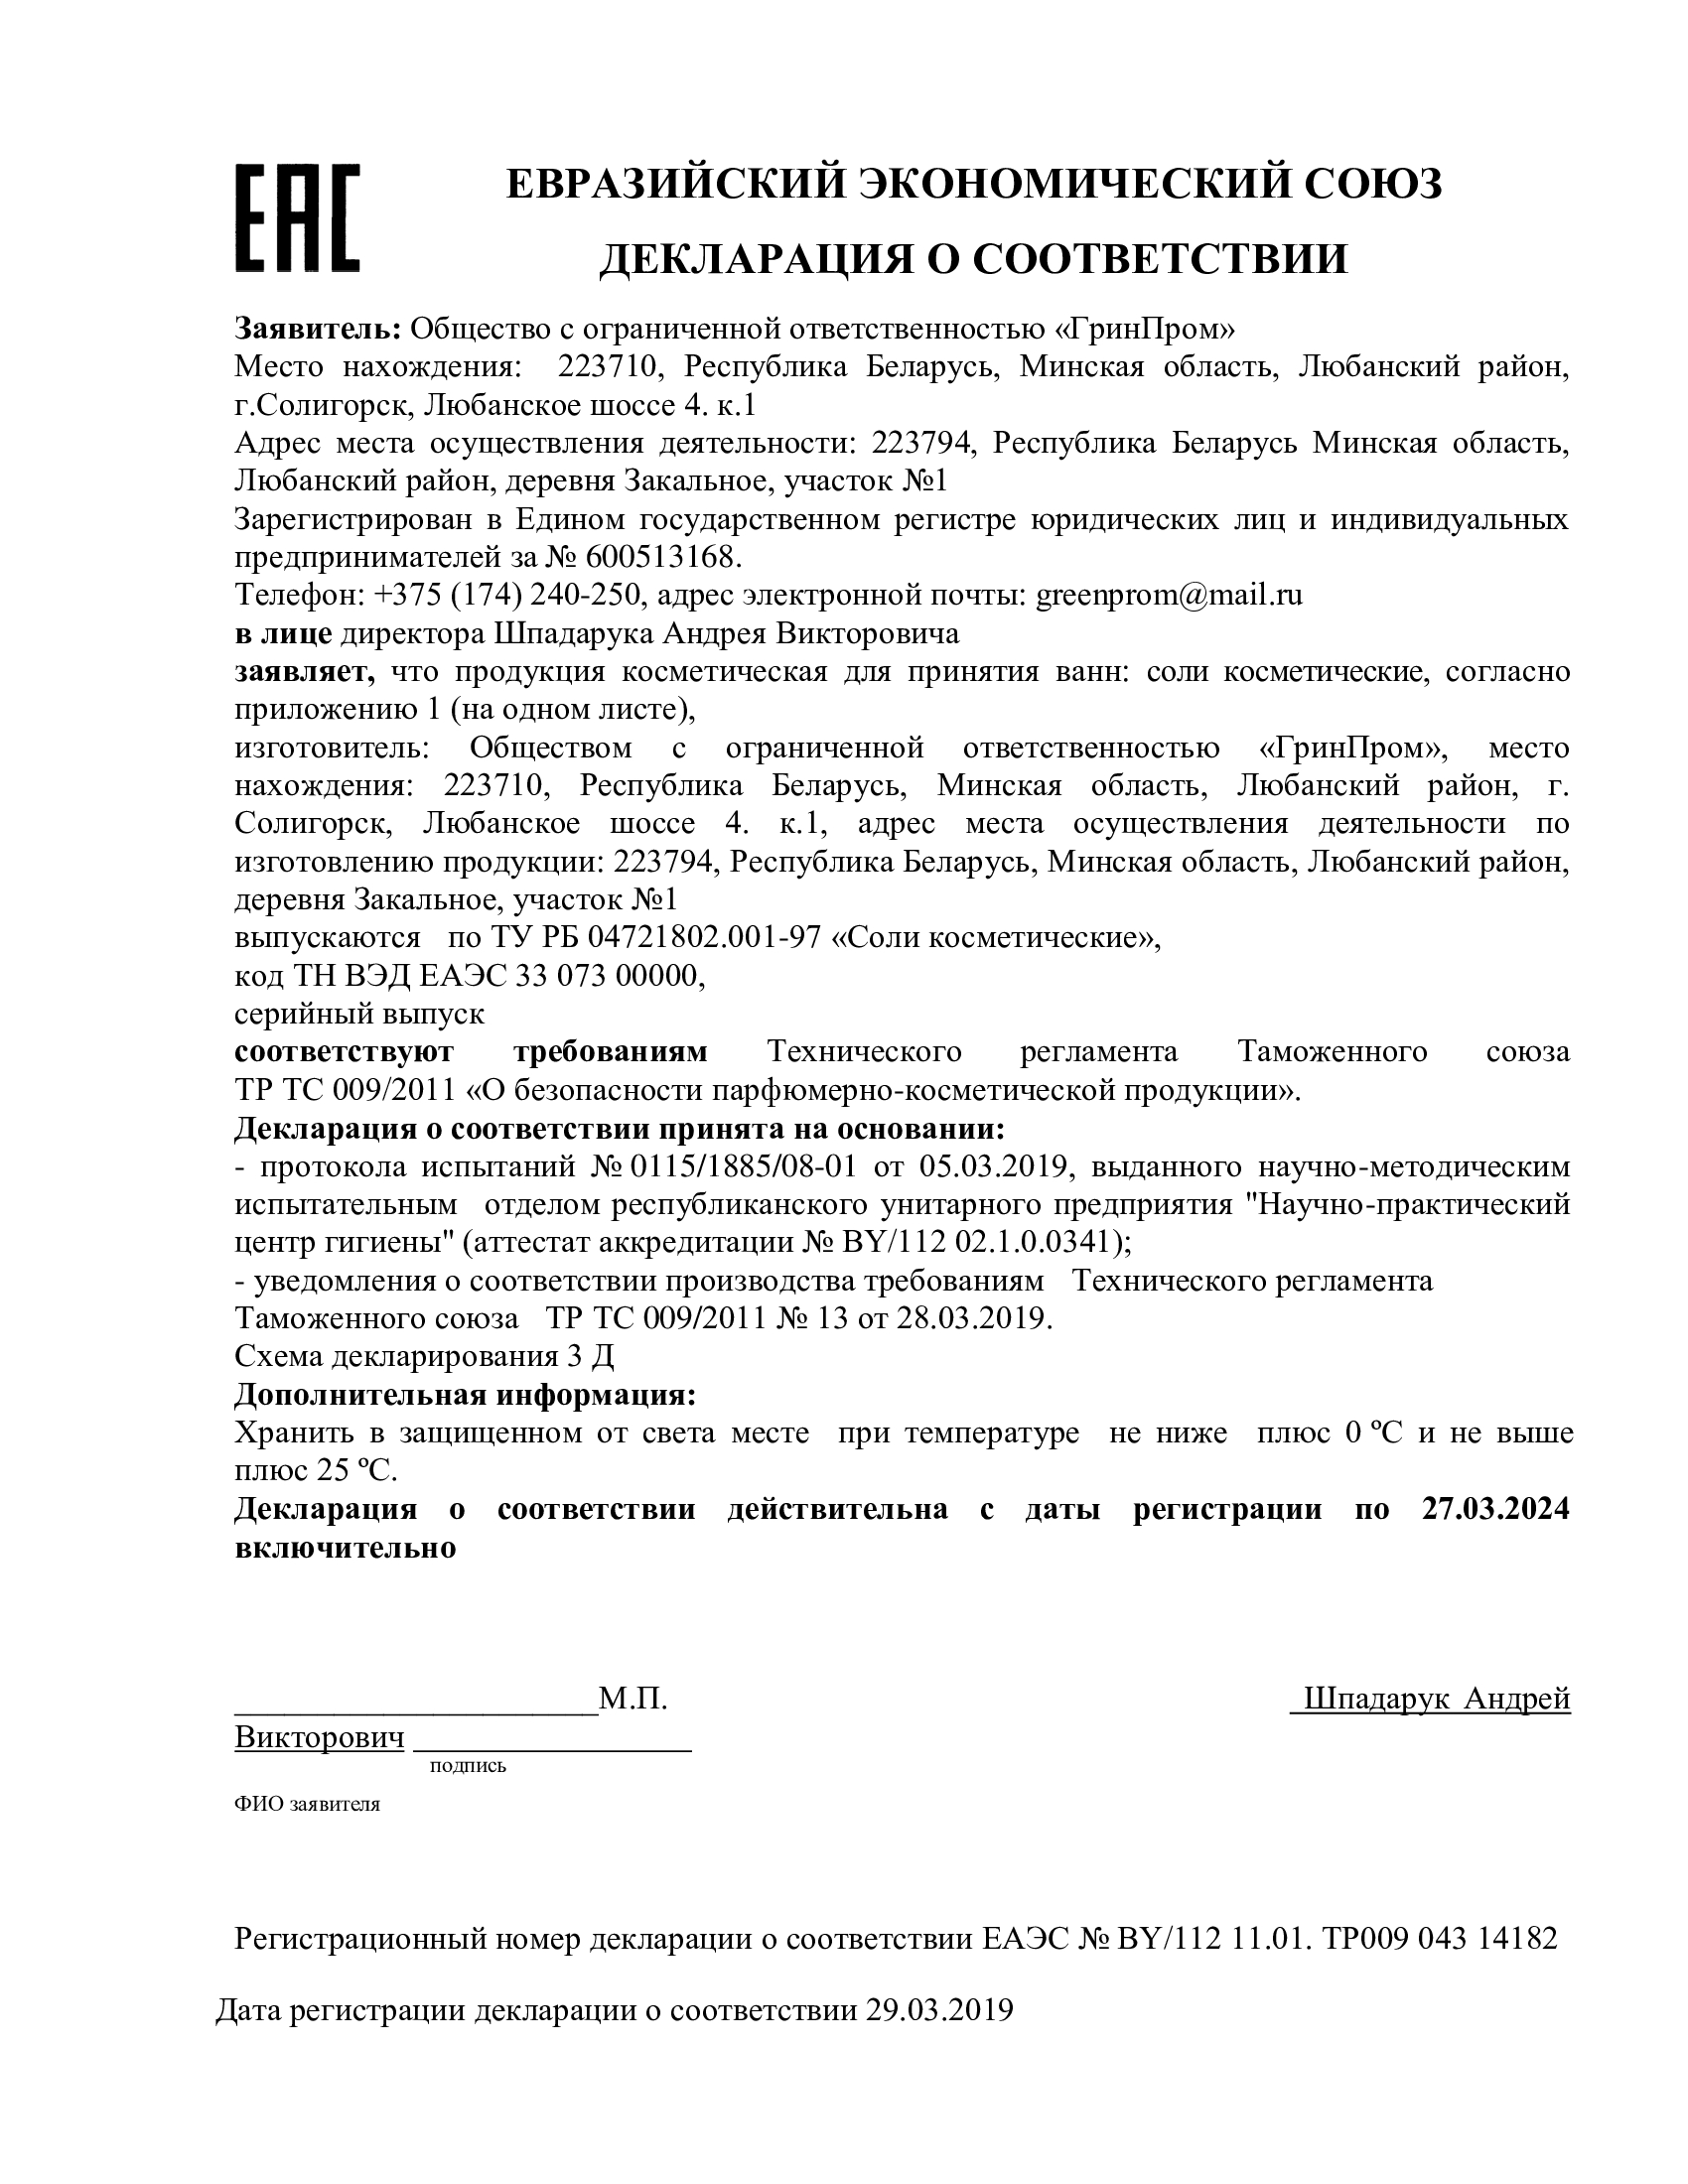 ЕАС
ЕВРАЗИЙСКИЙ ЭКОНОМИЧЕСКИЙ СОЮЗ
ДЕКЛАРАЦИЯ О СООТВЕТСТВИИ
Заявитель: Общество с ограниченной ответственностью «ГринПром»
Место нахождения: 223710, Республика Беларусь, Минская область, Любанский район,
г.Солигорск, Любанское шоссе 4. к.1
Адрес места осуществления деятельности: 223794, Республика Беларусь Минская область,
Любанский район, деревня Закальное, участок №1
Зарегистрирован в Едином государственном регистре юридических лиц и индивидуальных
предпринимателей за № 600513168.
Телефон: +375 (174) 240-250, адрес электронной почты: greenprom@mail.ru
в лице директора Шпадарука Андрея Викторовича
заявляет, что продукция косметическая для принятия ванн: соли косметические, согласно
приложению 1 (на одном листе),
изготовитель: Обществом с ограниченной ответственностью «ГринПром», место
нахождения: 223710, Республика Беларусь, Минская область, Любанский район, г.
Солигорск, Любанское шоссе 4. к.1, адрес места осуществления деятельности по
изготовлению продукции: 223794, Республика Беларусь, Минская область, Любанский район,
деревня Закальное, участок №1
выпускаются по ТУ РБ 04721802.001-97 «Соли косметические»,
код ТН ВЭД ЕАЭС 33 073 00000,
серийный выпуск
соответствуют требованиям Технического регламента Таможенного союза
ТР ТС 009/2011 «О безопасности парфюмерно-косметической продукции».
Декларация о соответствии принята на основании:
- протокола испытаний № 0115/1885/08-01 от 05.03.2019, выданного научно-методическим
испытательным отделом республиканского унитарного предприятия "Научно-практический
центр гигиены" (аттестат аккредитации № BY/112 02.1.0.0341);
- уведомления о соответствии производства требованиям Технического регламента
Таможенного союза ТР ТС 009/2011 № 13 от 28.03.2019.
Схема декларирования 3 Д
Дополнительная информация:
Хранить в защищенном от света месте при температуре не ниже плюс 0 ºС и не выше
плюс 25 ºС.
Декларация о соответствии действительна с даты регистрации по 27.03.2024
включительно
______________________М.П. Шпадарук Андрей
Викторович _________________
подпись
ФИО заявителя
Регистрационный номер декларации о соответствии ЕАЭС № BY/112 11.01. ТР009 043 14182
Дата регистрации декларации о соответствии 29.03.2019